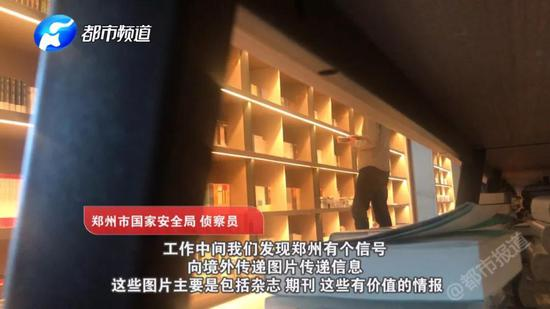 都市频道
郑州市国家安全局 侦察员
工作中间我们发现郑州有个信号
向境外传递图片传递信息
这些图片主要是包括杂志 期刊 这些有价值的情报
@都市报道